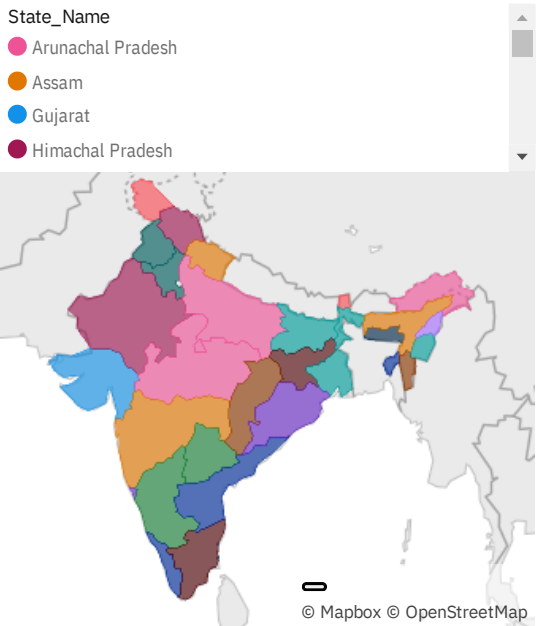 State_Name
Arunachal Pradesh
Assam
Gujarat
Himachal Pradesh
© Mapbox © OpenStreetMap